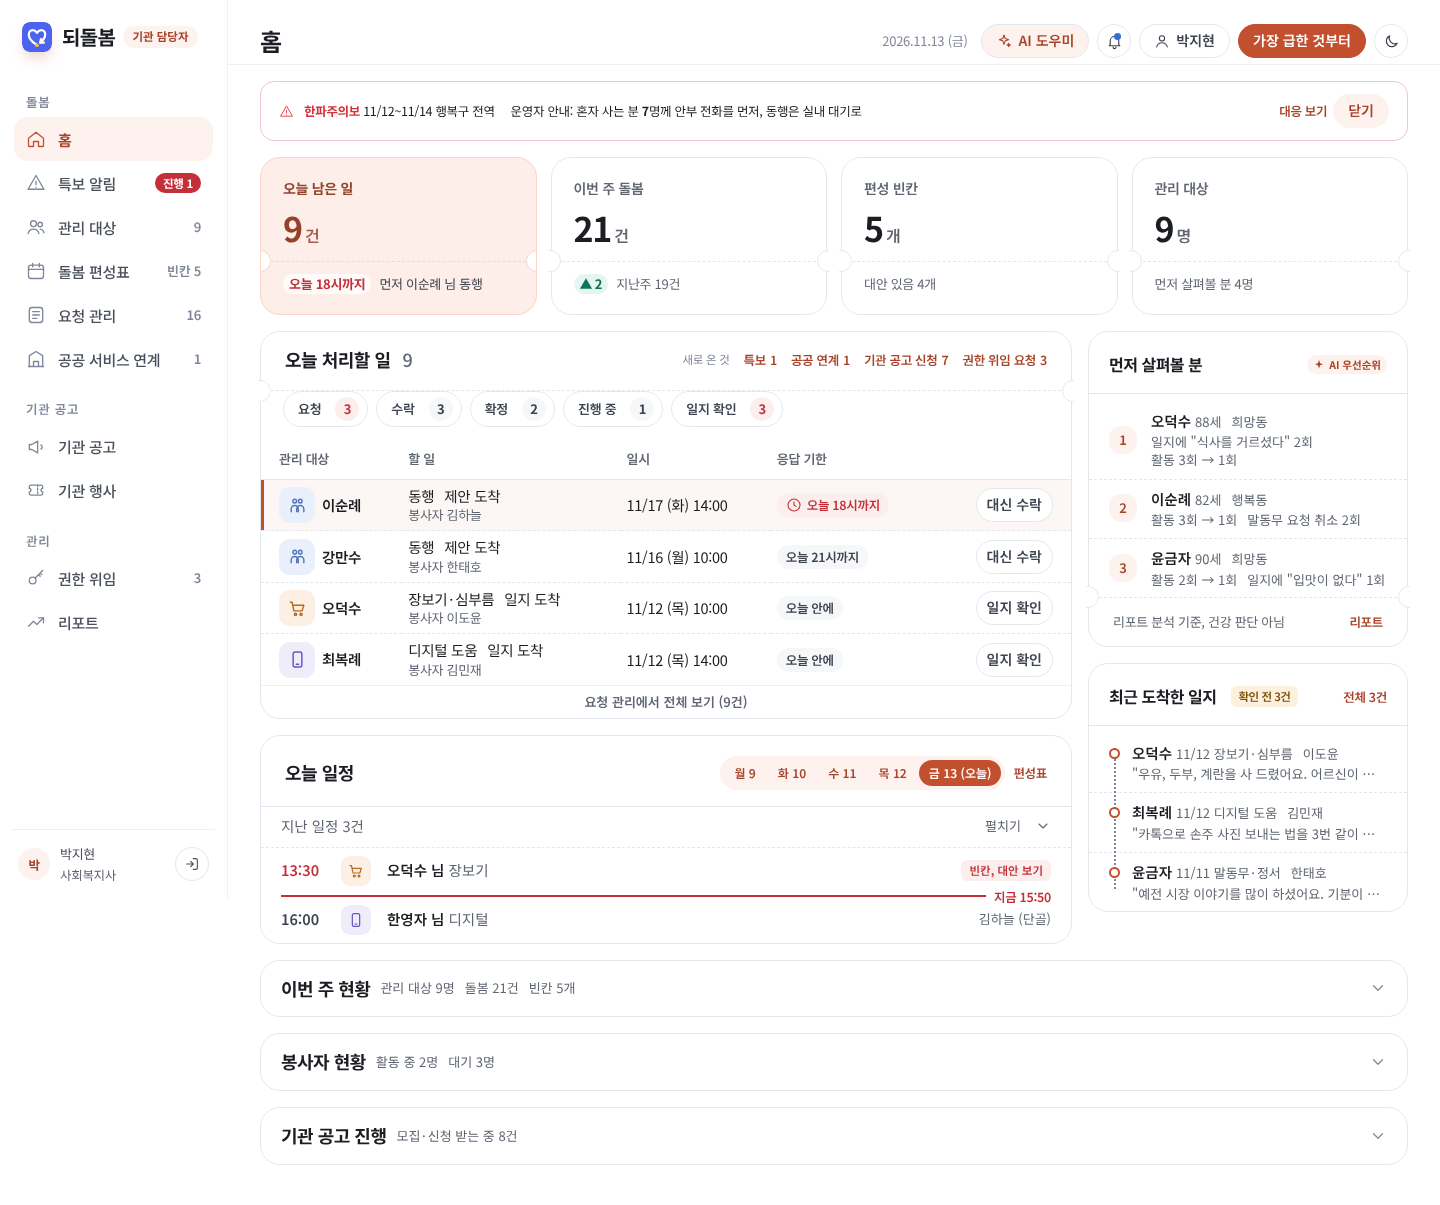 되돌봄 기관 담당자
돌봄
홈
특보 알림 진행 1
관리 대상 9
돌봄 편성표 빈칸 5
요청 관리 16
공공 서비스 연계 1
기관 공고
기관 공고
기관 행사
관리
권한 위임 3
리포트
박 박지현
사회복지사
홈
2026.11.13 (금) AI 도우미 박지현 가장 급한 것부터
한파주의보 11/12~11/14 행복구 전역 운영자 안내: 혼자 사는 분 7명께 안부 전화를 먼저, 동행은 실내 대기로 대응 보기 닫기
오늘 남은 일
9건
오늘 18시까지 먼저 이순례 님 동행
이번 주 돌봄
21건
▲2 지난주 19건
편성 빈칸
5개
대안 있음 4개
관리 대상
9명
먼저 살펴볼 분 4명
오늘 처리할 일 9 새로 온 것 특보 1 공공 연계 1 기관 공고 신청 7 권한 위임 요청 3
요청 3 수락 3 확정 2 진행 중 1 일지 확인 3
관리 대상 할 일 일시 응답 기한
이순례 동행 제안 도착 11/17 (화) 14:00 오늘 18시까지 대신 수락
봉사자 김하늘
강만수 동행 제안 도착 11/16 (월) 10:00 오늘 21시까지 대신 수락
봉사자 한태호
오덕수 장보기·심부름 일지 도착 11/12 (목) 10:00 오늘 안에 일지 확인
봉사자 이도윤
최복례 디지털 도움 일지 도착 11/12 (목) 14:00 오늘 안에 일지 확인
봉사자 김민재
요청 관리에서 전체 보기 (9건)
먼저 살펴볼 분 AI 우선순위
1 오덕수 88세 희망동
일지에 "식사를 거르셨다" 2회
활동 3회 → 1회
2 이순례 82세 행복동
활동 3회 → 1회 말동무 요청 취소 2회
3 윤금자 90세 희망동
활동 2회 → 1회 일지에 "입맛이 없다" 1회
리포트 분석 기준, 건강 판단 아님 리포트
오늘 일정 월 9 화 10 수 11 목 12 금 13 (오늘) 편성표
지난 일정 3건 펼치기
13:30 오덕수 님 장보기 빈칸, 대안 보기
지금 15:50
16:00 한영자 님 디지털 김하늘 (단골)
최근 도착한 일지 확인 전 3건 전체 3건
오덕수 11/12 장보기·심부름 이도윤
"우유, 두부, 계란을 사 드렸어요. 어르신이 …
최복례 11/12 디지털 도움 김민재
"카톡으로 손주 사진 보내는 법을 3번 같이 …
윤금자 11/11 말동무·정서 한태호
"예전 시장 이야기를 많이 하셨어요. 기분이 …
이번 주 현황 관리 대상 9명 돌봄 21건 빈칸 5개
봉사자 현황 활동 중 2명 대기 3명
기관 공고 진행 모집·신청 받는 중 8건